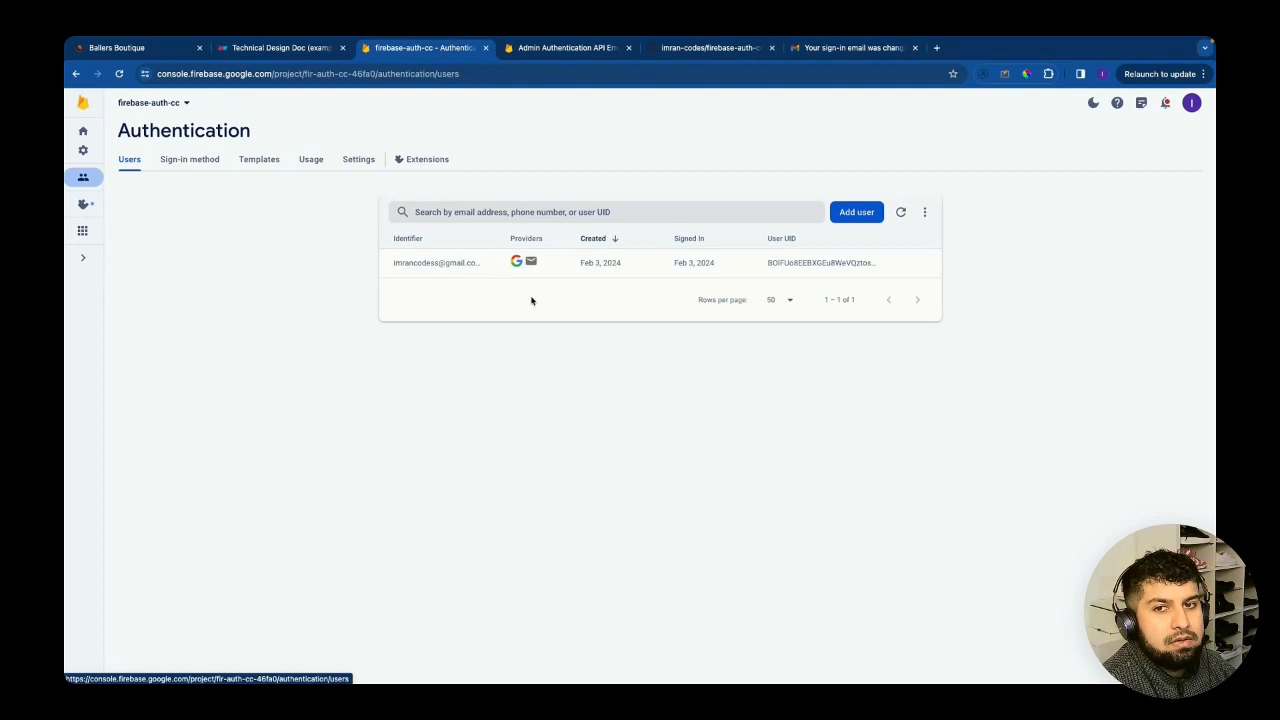 Ballers Boutique
Technical Design Doc (exam
firebase-auth-cc - Authentic
Admin Authentication API Er
imran-codes/firebase-auth-c
Your sign-in email was chang
console.firebase.google.com/project/fir-auth-cc-46fa0/authentication/users
Relaunch to update
firebase-auth-cc
I
Authentication
Users
Sign-in method
Templates
Usage
Settings
Extensions
Search by email address, phone number, or user UID
Add user
Identifier
Providers
Created
Signed In
User UID
imrancodess@gmail.co...
Feb 3, 2024
Feb 3, 2024
Rows per page:
50
1 – 1 of 1
https://console.firebase.google.com/project/fir-auth-cc-46fa0/authentication/users